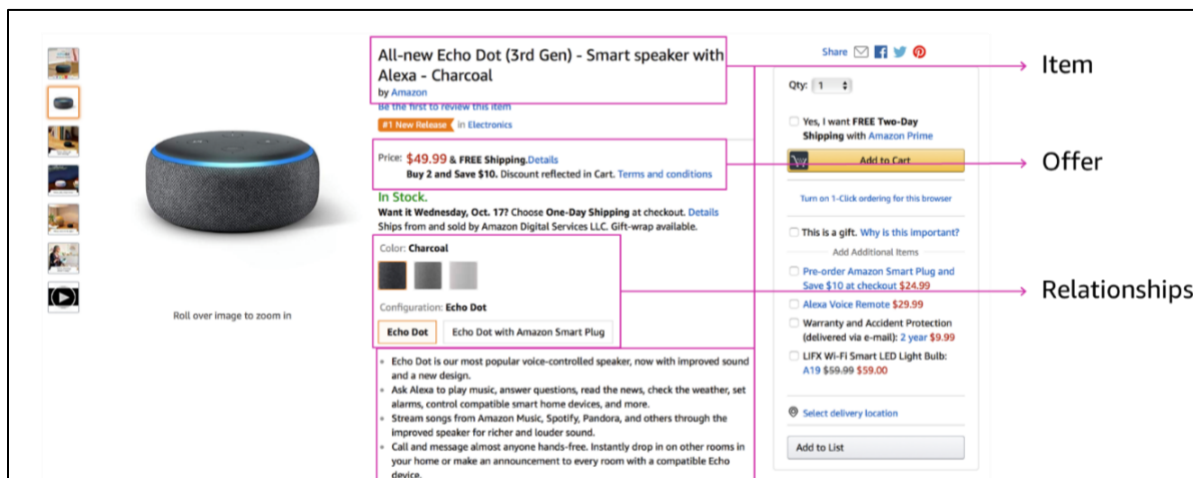 All-new Echo Dot (3rd Gen) - Smart speaker with
Alexa - Charcoal
by Amazon
Be the first to review this item
#1 New Release in Electronics
Price: $49.99 & FREE Shipping.Details
Buy 2 and Save $10. Discount reflected in Cart. Terms and conditions
In Stock.
Want it Wednesday, Oct. 17? Choose One-Day Shipping at checkout. Details
Ships from and sold by Amazon Digital Services LLC. Gift-wrap available.
Color: Charcoal
Configuration: Echo Dot
Echo Dot
Echo Dot with Amazon Smart Plug
Echo Dot is our most popular voice-controlled speaker, now with improved sound
and a new design.
Ask Alexa to play music, answer questions, read the news, check the weather, set
alarms, control compatible smart home devices, and more.
Stream songs from Amazon Music, Spotify, Pandora, and others through the
improved speaker for richer and louder sound.
Call and message almost anyone hands-free. Instantly drop in on other rooms in
your home or make an announcement to every room with a compatible Echo
device.
Roll over image to zoom in
Share
Qty: 1
Yes, I want FREE Two-Day
Shipping with Amazon Prime
Add to Cart
Turn on 1-Click ordering for this browser
This is a gift. Why is this important?
Add Additional Items
Pre-order Amazon Smart Plug and
Save $10 at checkout $24.99
Alexa Voice Remote $29.99
Warranty and Accident Protection
(delivered via e-mail): 2 year $9.99
LIFX Wi-Fi Smart LED Light Bulb:
A19 $59.99 $59.00
Select delivery location
Add to List
Item
Offer
Relationships